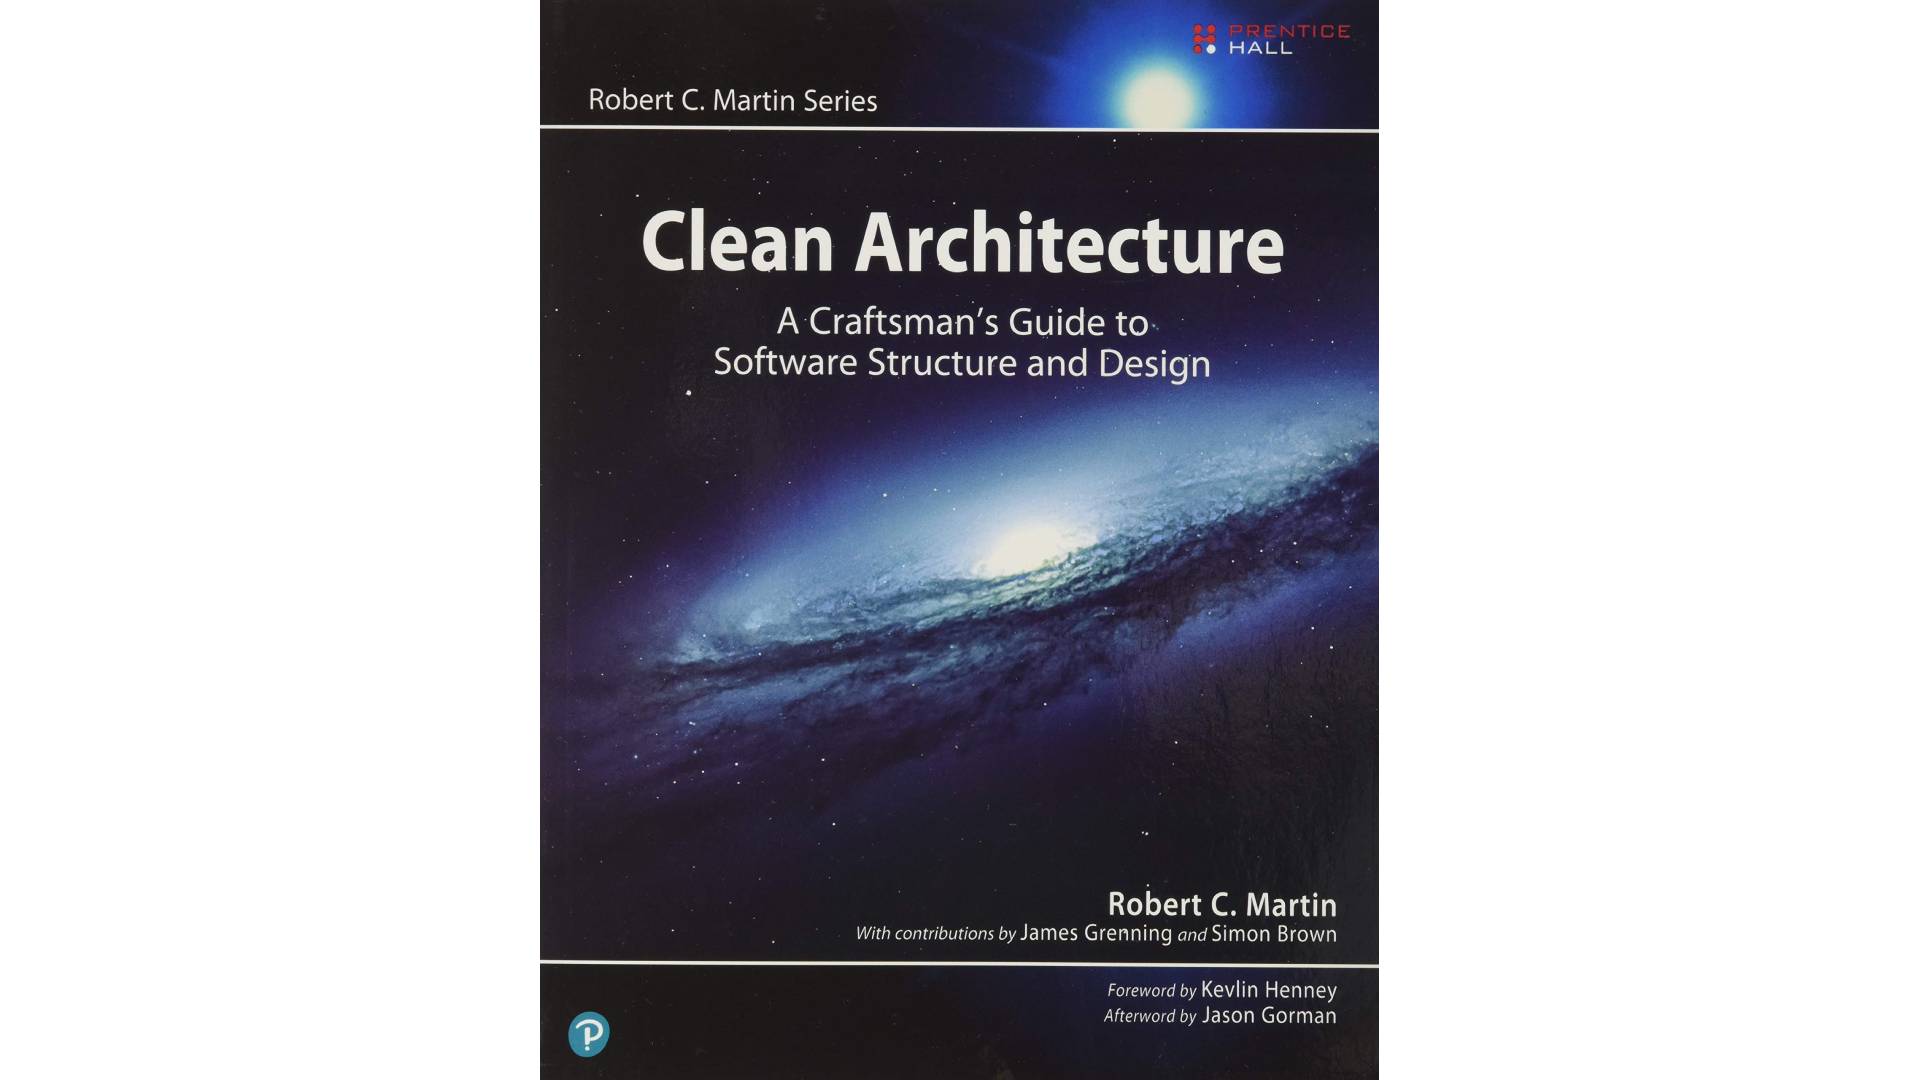 PRENTICE
HALL
Robert C. Martin Series
Clean Architecture
A Craftsman's Guide to
Software Structure and Design
Robert C. Martin
With contributions by James Grenning and Simon Brown
Foreword by Kevlin Henney
Afterword by Jason Gorman
P